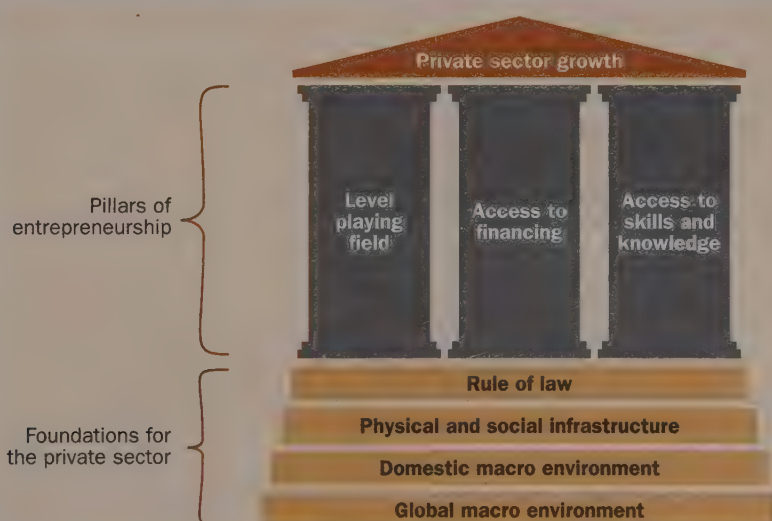 Private sector growth
Pillars of
entrepreneurship
Level
playing
field
Access to
financing
Access to
skills and
knowledge
Foundations for
the private sector
Rule of law
Physical and social infrastructure
Domestic macro environment
Global macro environment